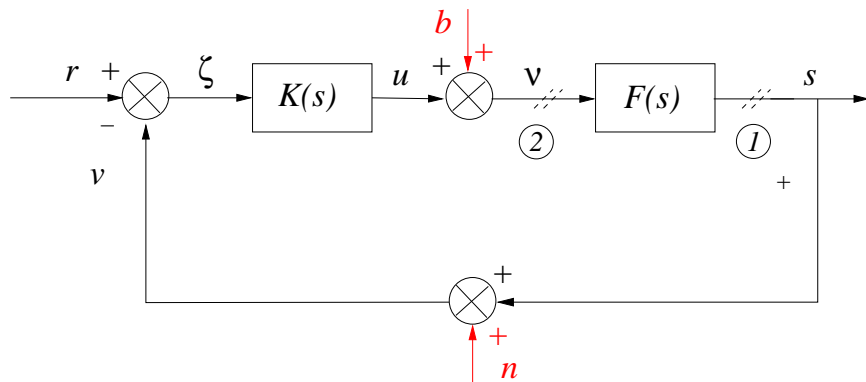 b
+
r
+
ζ
K(s)
u
+
ν
F(s)
s
−
2
1
v
+
+
+
n